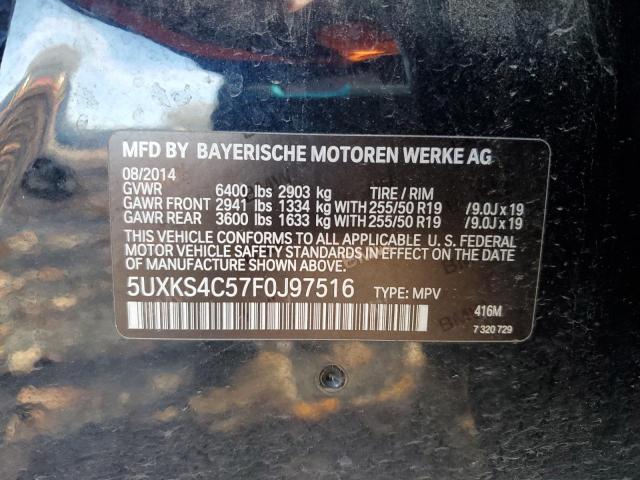 MFD BY BAYERISCHE MOTOREN WERKE AG
08/2014
GVWR 6400 lbs 2903 kg TIRE / RIM
GAWR FRONT 2941 lbs 1334 kg WITH 255/50 R19 /9.0J x 19
GAWR REAR 3600 lbs 1633 kg WITH 255/50 R19 /9.0J x 19
THIS VEHICLE CONFORMS TO ALL APPLICABLE U. S. FEDERAL
MOTOR VEHICLE SAFETY STANDARDS IN EFFECT ON THE DATE
OF MANUFACTURE SHOWN ABOVE.
5UXKS4C57F0J97516 TYPE: MPV
416M
7 320 729